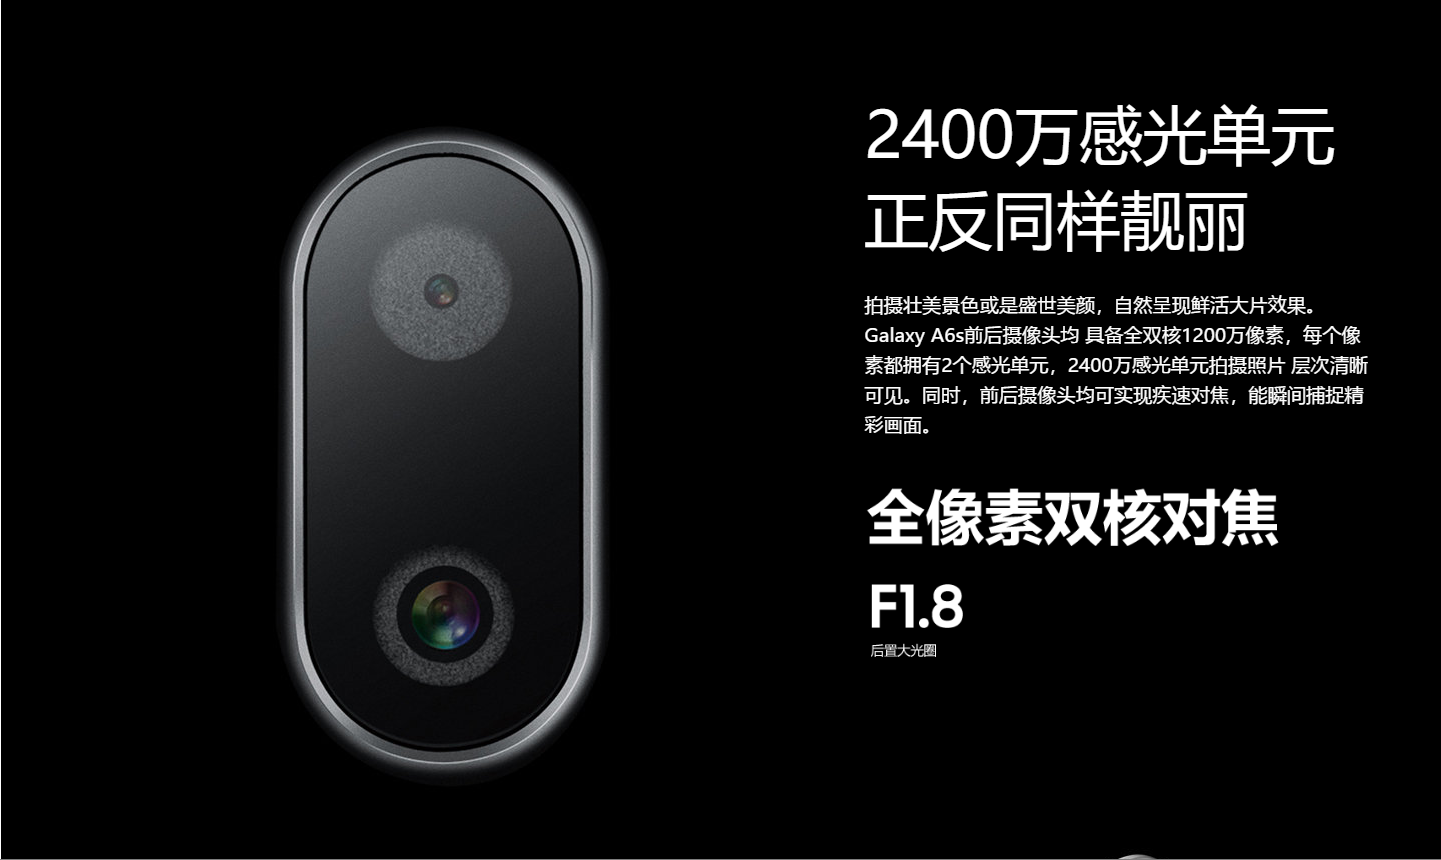 2400万感光单元
正反同样靓丽
拍摄壮美景色或是盛世美颜，自然呈现鲜活大片效果。
Galaxy A6s前后摄像头均 具备全双核1200万像素，每个像
素都拥有2个感光单元，2400万感光单元拍摄照片 层次清晰
可见。同时，前后摄像头均可实现疾速对焦，能瞬间捕捉精
彩画面。
全像素双核对焦
F1.8
后置大光圈